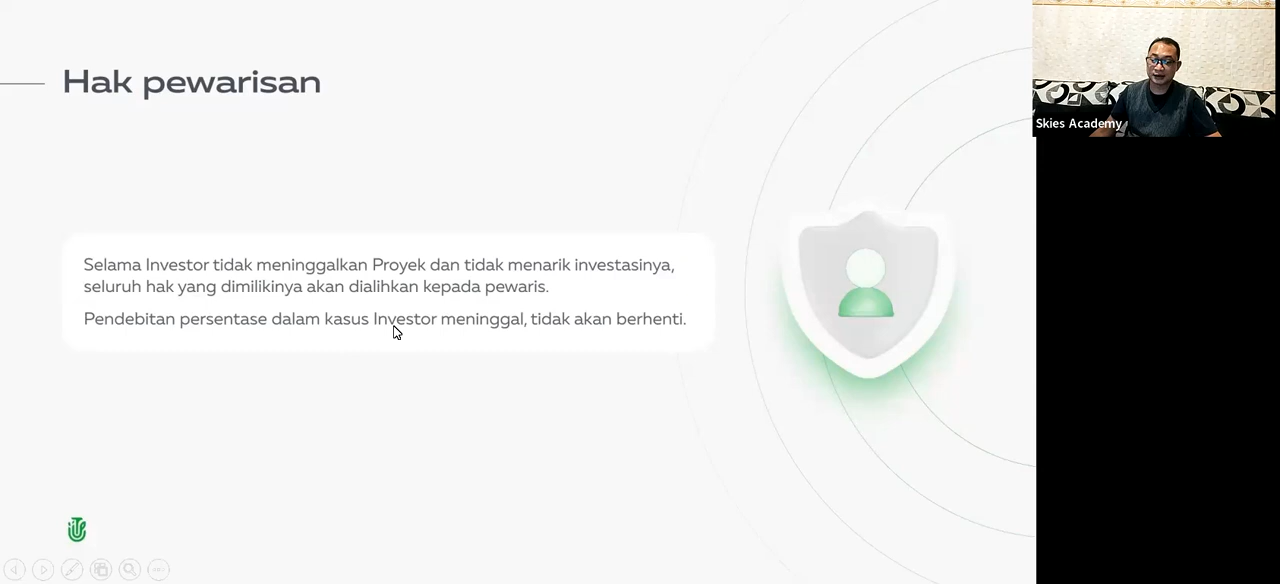 Hak pewarisan
Selama Investor tidak meninggalkan Proyek dan tidak menarik investasinya,
seluruh hak yang dimilikinya akan dialihkan kepada pewaris.
Pendebitan persentase dalam kasus Investor meninggal, tidak akan berhenti.
Skies Academy